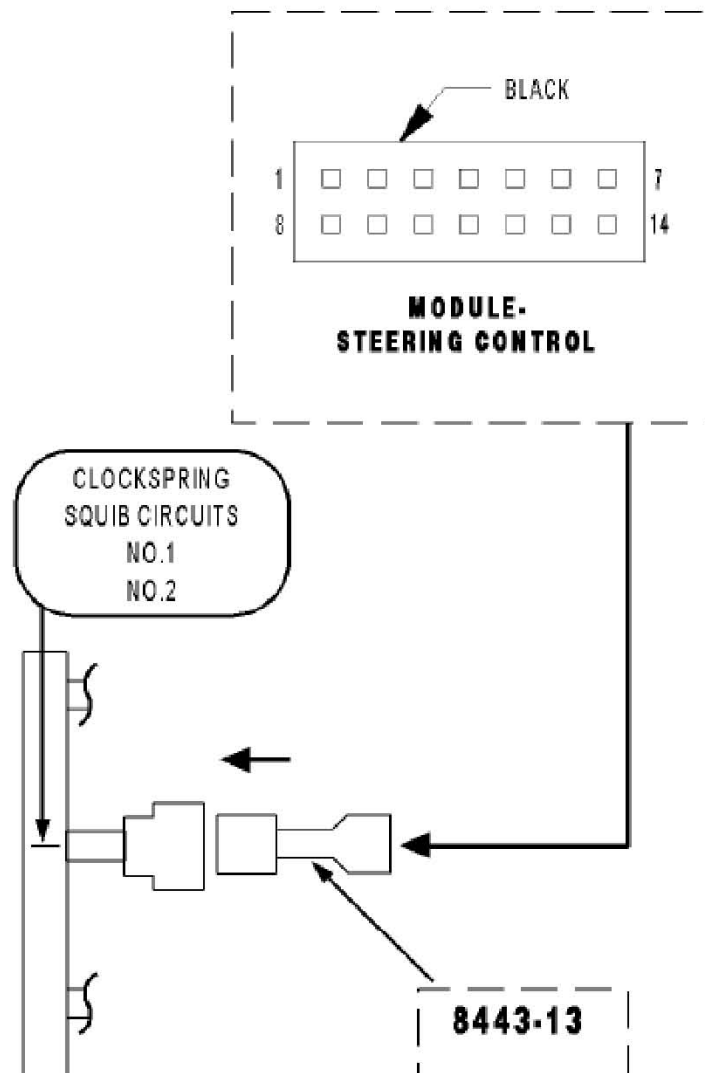 BLACK
1 7
8 14
MODULE-
STEERING CONTROL
CLOCKSPRING
SQUIB CIRCUITS
NO.1
NO.2
8443-13